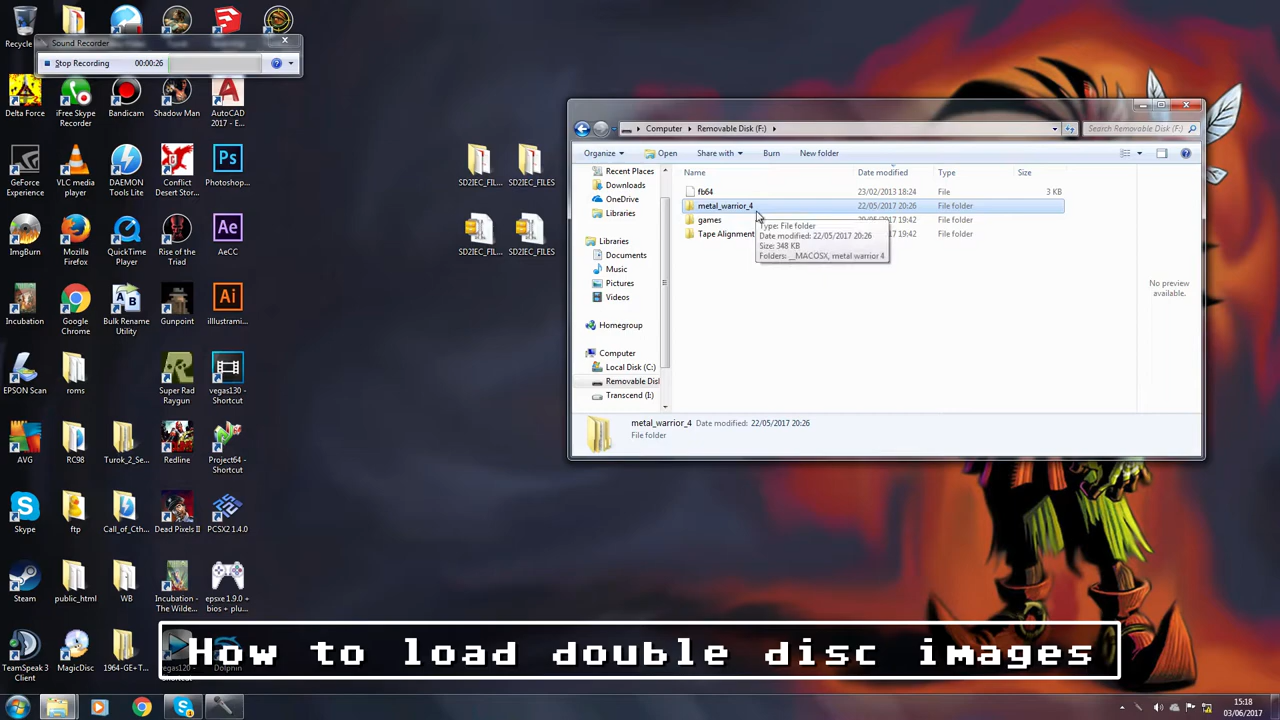 Recycle
Sound Recorder
Stop Recording 00:00:26
Delta Force
iFree Skype Recorder
Bandicam
Shadow Man
AutoCAD 2017 - E...
GeForce Experience
VLC media player
DAEMON Tools Lite
Conflict Desert Stor...
Photoshop...
ImgBurn
Mozilla Firefox
QuickTime Player
Rise of the Triad
AeCC
Incubation
Google Chrome
Bulk Rename Utility
Gunpoint
illlustrami...
EPSON Scan
roms
Super Rad Raygun
vegas130 - Shortcut
AVG
RC98
Turok_2_Se...
Redline
Project64 - Shortcut
Skype
ftp
Call_of_Cth...
Dead Pixels II
PCSX2 1.4.0
Steam
public_html
WB
Incubation - The Wilde...
epsxe 1.9.0 + bios + plu...
TeamSpeak 3 Client
MagicDisc
1964-GE+T...
vegas120 - Shortcut
Dolphin
SD2IEC_FIL...
SD2IEC_FILES
SD2IEC_FIL...
SD2IEC_FILES
Computer Removable Disk (F:)
Search Removable Disk (F:)
Organize Open Share with Burn New folder
Name Date modified Type Size
fb64 23/02/2013 18:24 File 3 KB
metal_warrior_4 22/05/2017 20:26 File folder
games 19:42 File folder
Tape Alignment 19:42 File folder
Type: File folder
Date modified: 22/05/2017 20:26
Size: 348 KB
Folders: __MACOSX, metal warrior 4
Recent Places
Downloads
OneDrive
Libraries
Libraries
Documents
Music
Pictures
Videos
Homegroup
Computer
Local Disk (C:)
Removable Disk
Transcend (I:)
No preview available.
metal_warrior_4 Date modified: 22/05/2017 20:26
File folder
How to load double disc images
15:18
03/06/2017